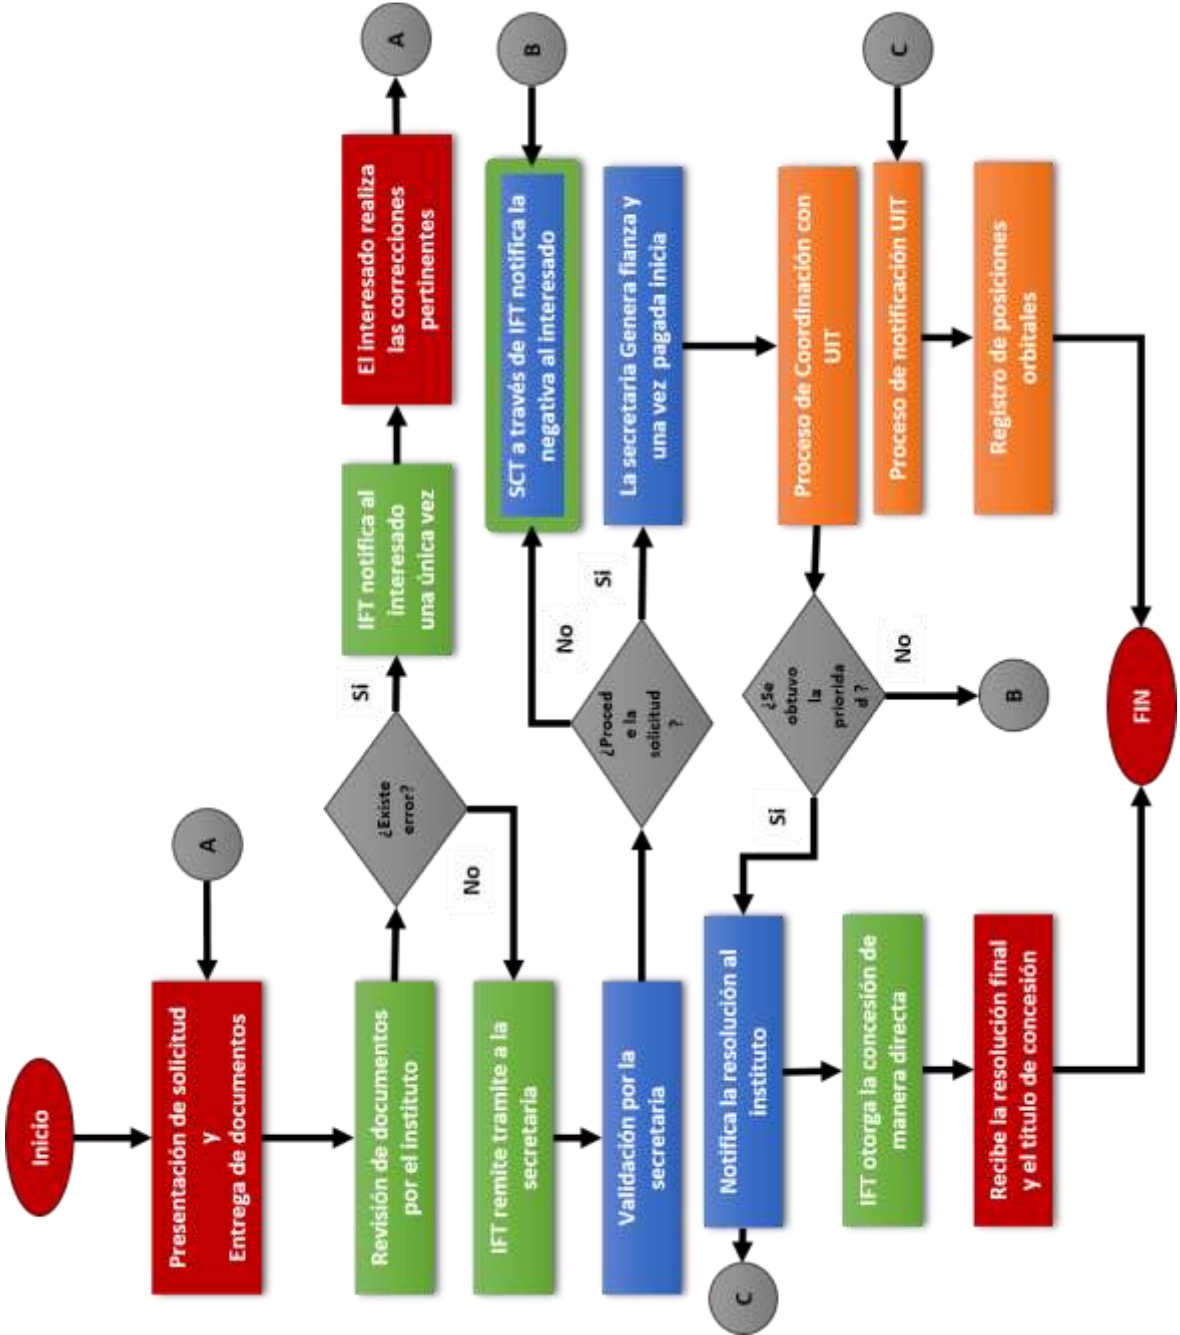 Inicio
A
Presentación de solicitud
y
Entrega de documentos
Revisión de documentos
por el instituto
¿Existe
error?
Si
No
IFT notifica al
interesado
una única vez
El interesado realiza
las correcciones
pertinentes
A
IFT remite tramite a la
secretaria
Validación por la
secretaria
¿Proced
e la
solicitud
?
No
Si
SCT a través de IFT notifica la
negativa al interesado
B
La secretaria Genera fianza y
una vez pagada inicia
Proceso de Coordinación con
UIT
¿Se
obtuvo
la
priorida
d ?
No
B
Si
Notifica la resolución al
instituto
C
IFT otorga la concesión de
manera directa
Recibe la resolución final
y el titulo de concesión
C
Proceso de notificación UIT
Registro de posiciones
orbitales
FIN